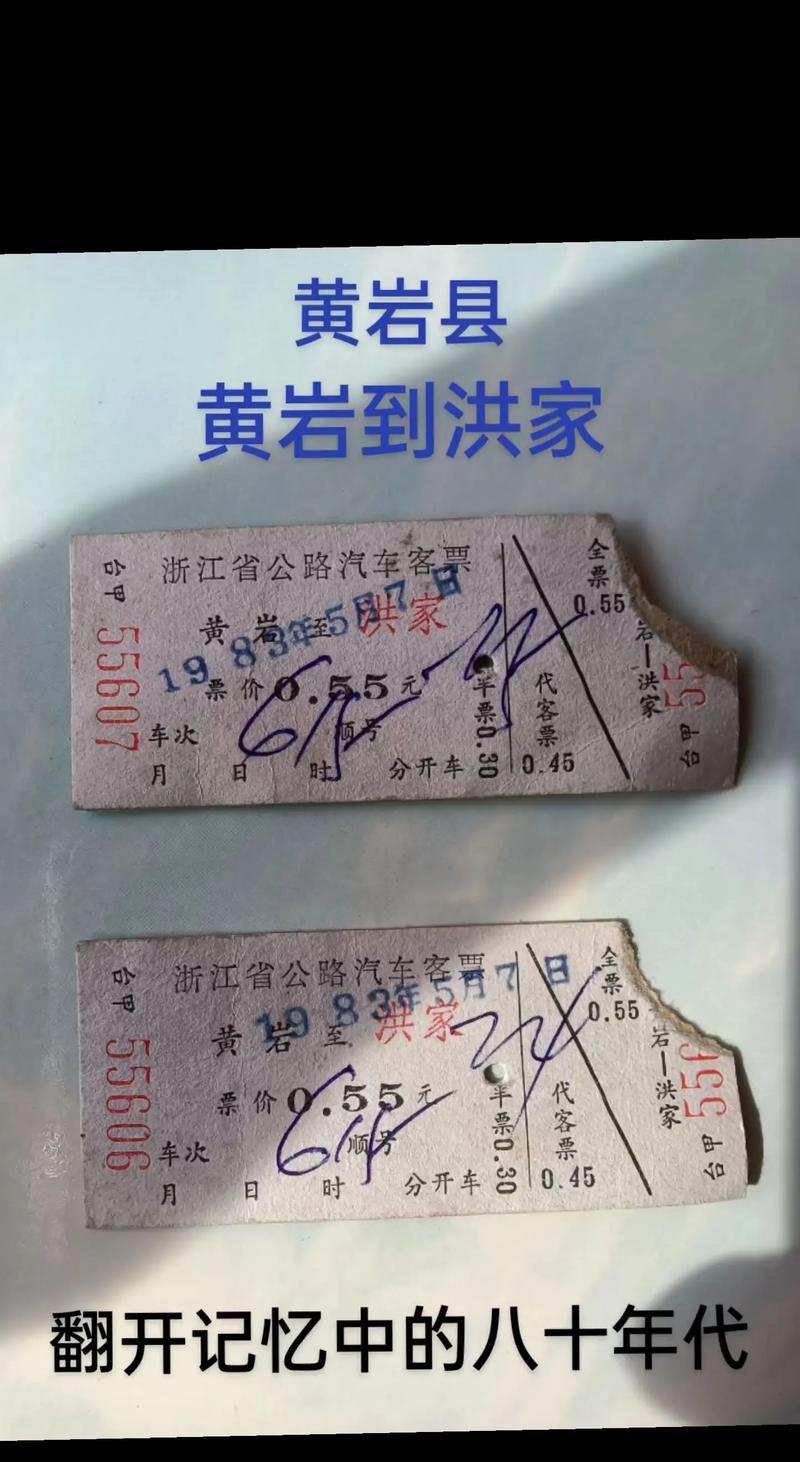 黄岩县
黄岩到洪家
台甲
55607
浙江省公路汽车客票
黄岩至洪家
1983年5月7日
票价0.55元
车次 顺号
月 日 时 分开车
半票0.30
代客票
0.45
全票
0.55
岩—洪家
台甲
55
台甲
55606
浙江省公路汽车客票
黄岩至洪家
1983年5月7日
票价0.55元
车次 顺号
月 日 时 分开车
半票0.30
代客票
0.45
全票
0.55
岩—洪家
台甲
55
翻开记忆中的八十年代